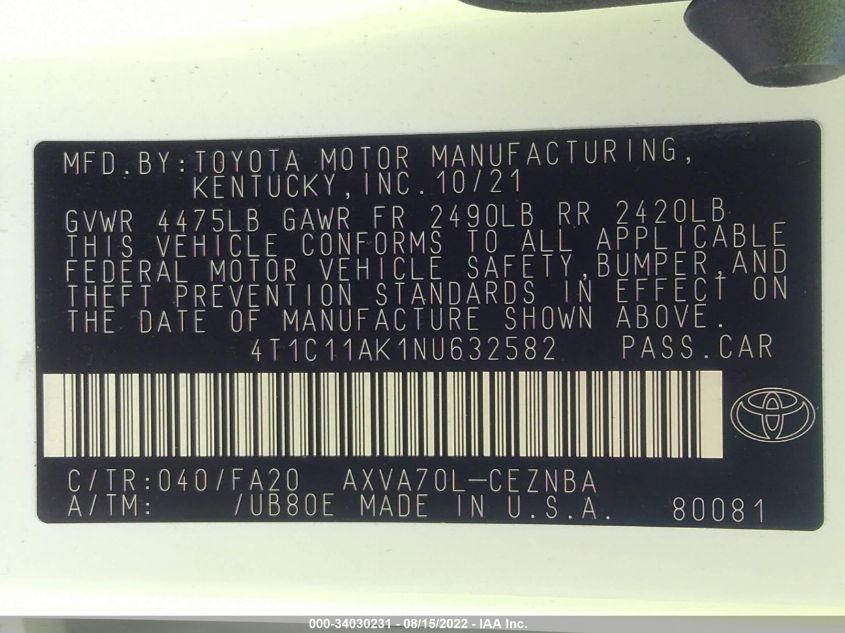 MFD.BY:TOYOTA MOTOR MANUFACTURING,
KENTUCKY,INC.10/21
GVWR 4475LB GAWR FR 2490LB RR 2420LB
THIS VEHICLE CONFORMS TO ALL APPLICABLE
FEDERAL MOTOR VEHICLE SAFETY,BUMPER,AND
THEFT PREVENTION STANDARDS IN EFFECT ON
THE DATE OF MANUFACTURE SHOWN ABOVE.
4T1C11AK1NU632582 PASS.CAR
C/TR:040/FA20 AXVA70L-CEZNBA
A/TM: /UB80E MADE IN U.S.A. 80081
000-34030231 - 08/15/2022 - IAA Inc.